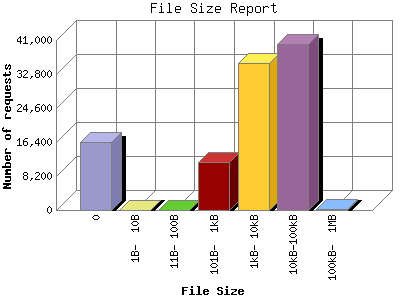 File Size Report
41,000
32,800
24,600
16,400
8,200
0
Number of requests
0
1B- 10B
11B- 100B
101B- 1kB
1kB- 10kB
10kB-100kB
100kB- 1MB
File Size